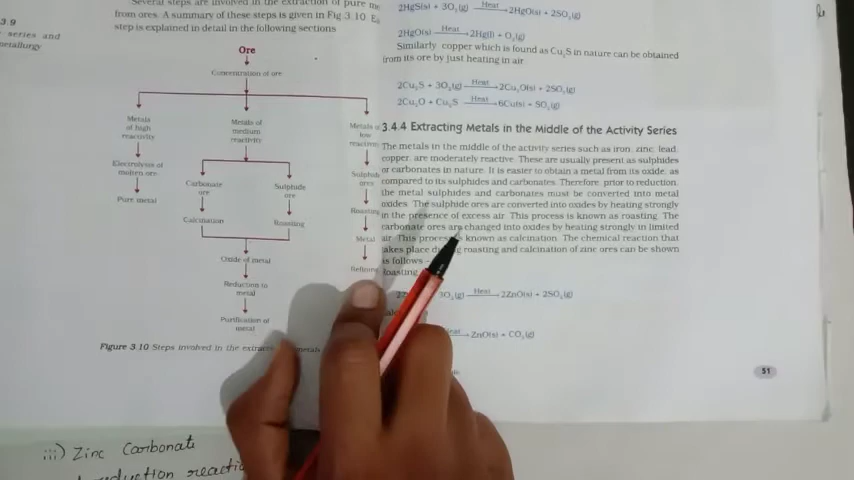 3.9
series and
metallurgy
Several steps are involved in the extraction of pure me
from ores. A summary of these steps is given in Fig 3.10. Ea
step is explained in detail in the following sections
Ore
Concentration of ore
Metals
of high
reactivity
Electrolysis of
molten ore
Pure metal
Metals of
medium
reactivity
Carbonate
ore
Calcination
Sulphide
ore
Roasting
Oxide of metal
Reduction to
metal
Purification of
metal
Metals of
low
reactivi
Sulphide
ores
Roasting
Metal
Refining
Figure 3.10 Steps involved in the extrac metals
2HgS(s) + 3O₂(g) Heat 2HgO(s) + 2SO₂(g)
2HgO(s) Heat 2Hg(l) + O₂(g)
Similarly copper which is found as Cu₂S in nature can be obtained
from its ore by just heating in air
2Cu₂S + 3O₂(g) Heat 2Cu₂O(s) + 2SO₂(g)
2Cu₂O + Cu₂S Heat 6Cu(s) + SO₂(g)
3.4.4 Extracting Metals in the Middle of the Activity Series
The metals in the middle of the activity series such as iron, zinc, lead,
copper, are moderately reactive. These are usually present as sulphides
or carbonates in nature. It is easier to obtain a metal from its oxide, as
compared to its sulphides and carbonates. Therefore, prior to reduction,
the metal sulphides and carbonates must be converted into metal
oxides. The sulphide ores are converted into oxides by heating strongly
in the presence of excess air. This process is known as roasting. The
carbonate ores are changed into oxides by heating strongly in limited
air. This process is known as calcination. The chemical reaction that
takes place during roasting and calcination of zinc ores can be shown
is follows –
Roasting
3O₂(g) Heat 2ZnO(s) + 2SO₂(g)
Heat ZnO(s) + CO₂(g)
51
iii) Zinc Carbonate
reduction reacti